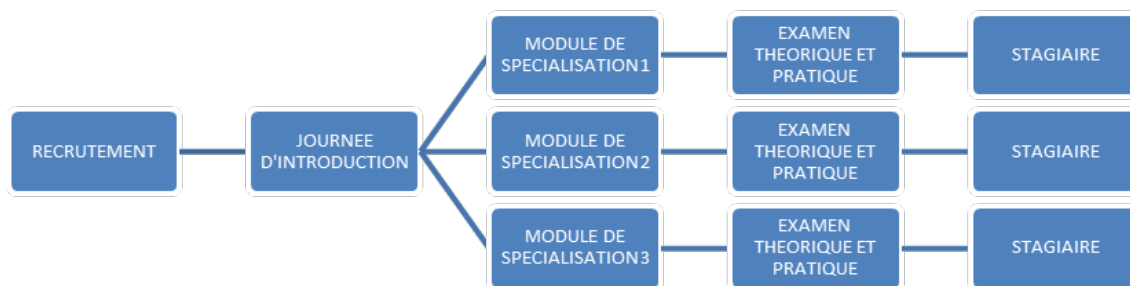 RECRUTEMENT
JOURNEE
D'INTRODUCTION
MODULE DE
SPECIALISATION1
EXAMEN
THEORIQUE ET
PRATIQUE
STAGIAIRE
MODULE DE
SPECIALISATION2
EXAMEN
THEORIQUE ET
PRATIQUE
STAGIAIRE
MODULE DE
SPECIALISATION3
EXAMEN
THEORIQUE ET
PRATIQUE
STAGIAIRE